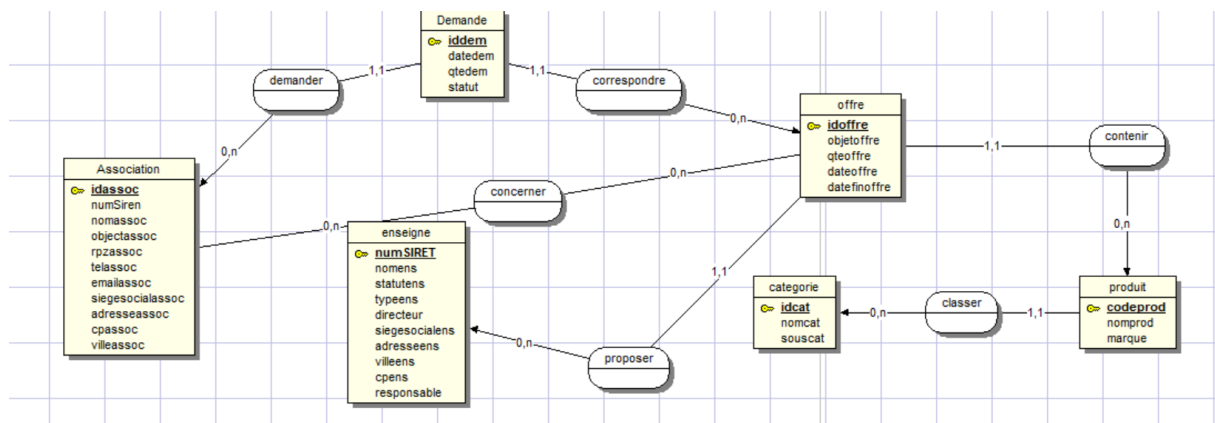 Demande
iddem
datedem
qtedem
statut
demander
1,1
0,n
1,1
correspondre
0,n
offre
idoffre
objetoffre
qteoffre
dateoffre
datefinoffre
1,1
contenir
0,n
Association
idassoc
numSiren
nomassoc
objectassoc
rpzassoc
telassoc
emailassoc
siegesocialassoc
adresseassoc
cpassoc
villeassoc
concerner
0,n
0,n
enseigne
numSIRET
nomens
statutens
typeens
directeur
siegesocialens
adresseens
villeens
cpens
responsable
1,1
0,n
proposer
categorie
idcat
nomcat
souscat
0,n
classer
1,1
produit
codeprod
nomprod
marque